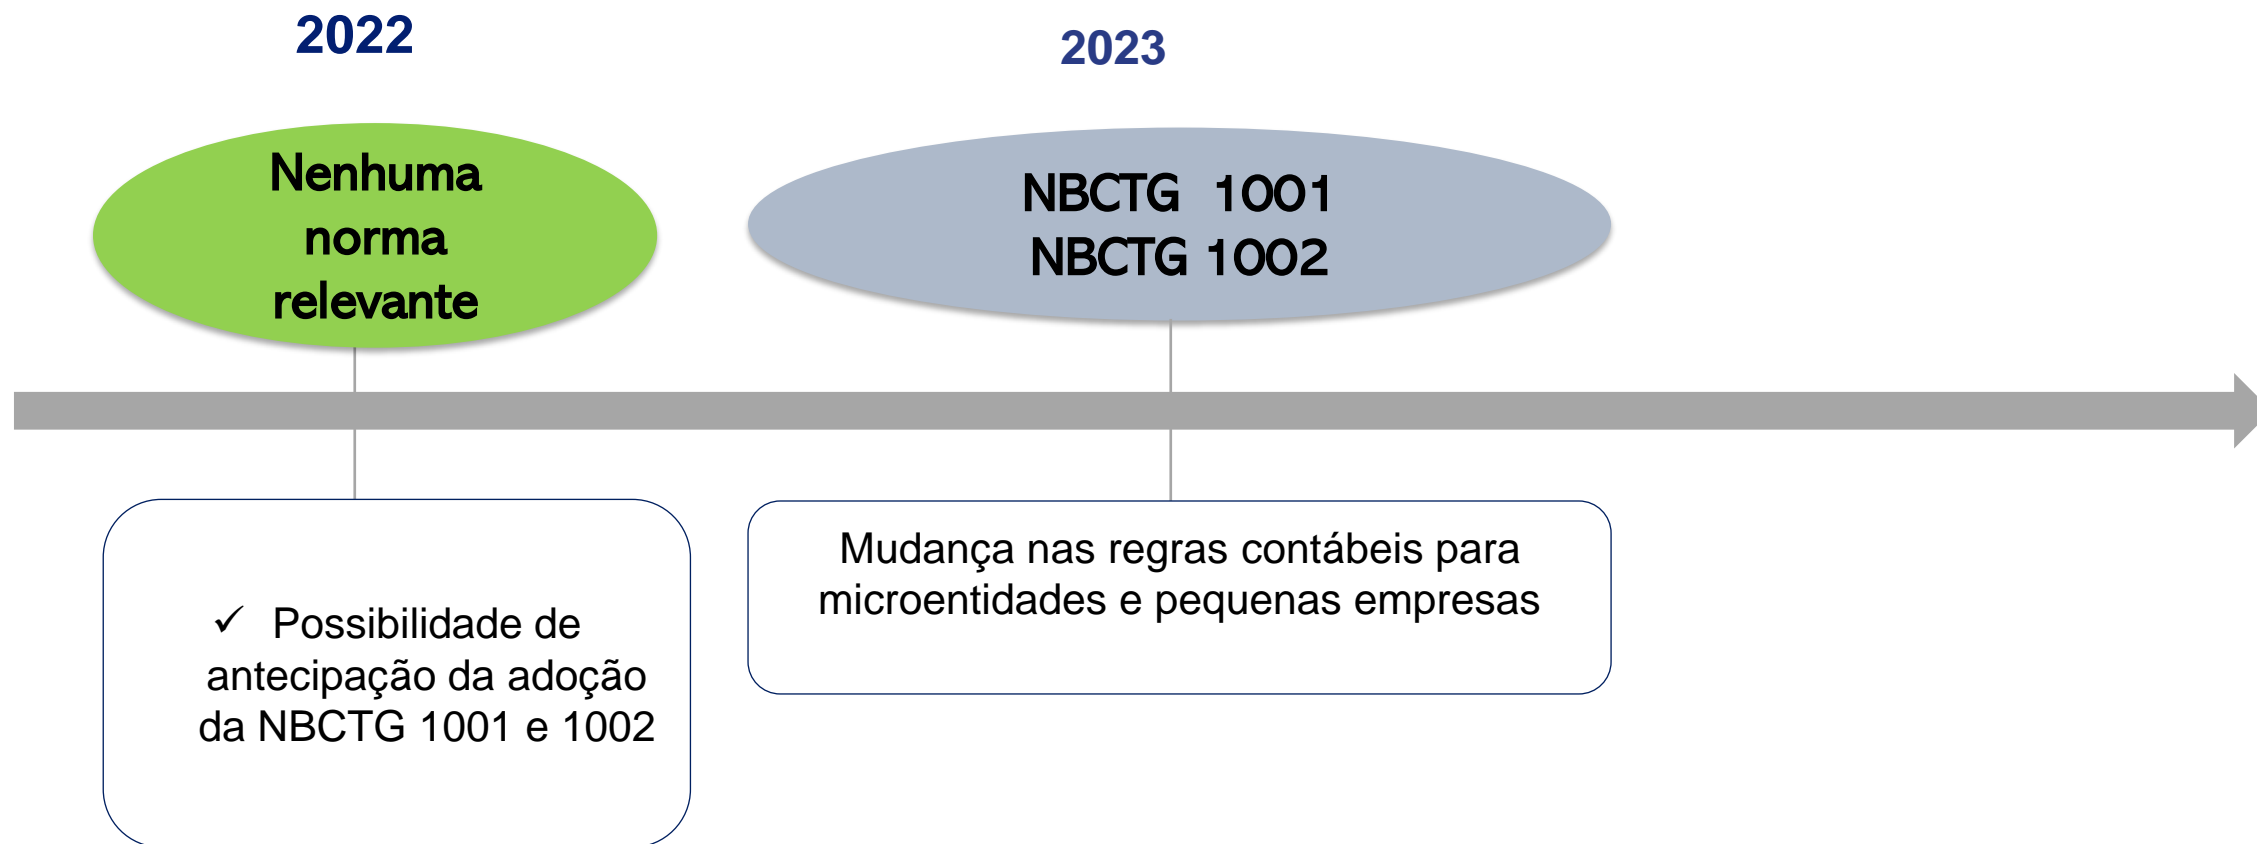 2022
2023
Nenhuma
norma
relevante
NBCTG 1001
NBCTG 1002
✓ Possibilidade de
antecipação da adoção
da NBCTG 1001 e 1002
Mudança nas regras contábeis para
microentidades e pequenas empresas